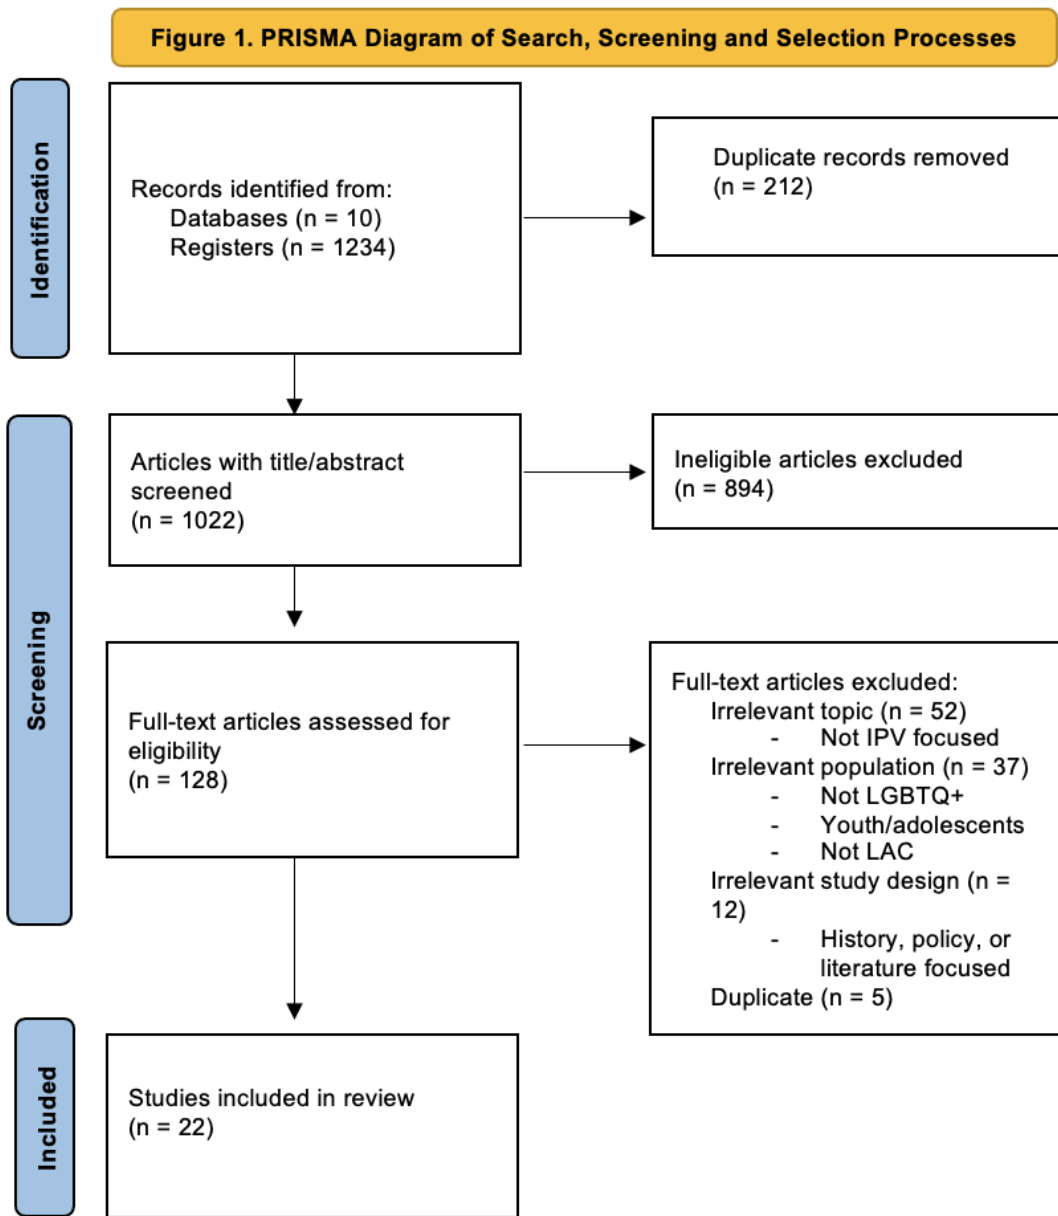 Figure 1. PRISMA Diagram of Search, Screening and Selection Processes
Identification
Records identified from:
Databases (n = 10)
Registers (n = 1234)
Duplicate records removed
(n = 212)
Screening
Articles with title/abstract
screened
(n = 1022)
Ineligible articles excluded
(n = 894)
Full-text articles assessed for
eligibility
(n = 128)
Full-text articles excluded:
Irrelevant topic (n = 52)
- Not IPV focused
Irrelevant population (n = 37)
- Not LGBTQ+
- Youth/adolescents
- Not LAC
Irrelevant study design (n =
12)
- History, policy, or
literature focused
Duplicate (n = 5)
Included
Studies included in review
(n = 22)